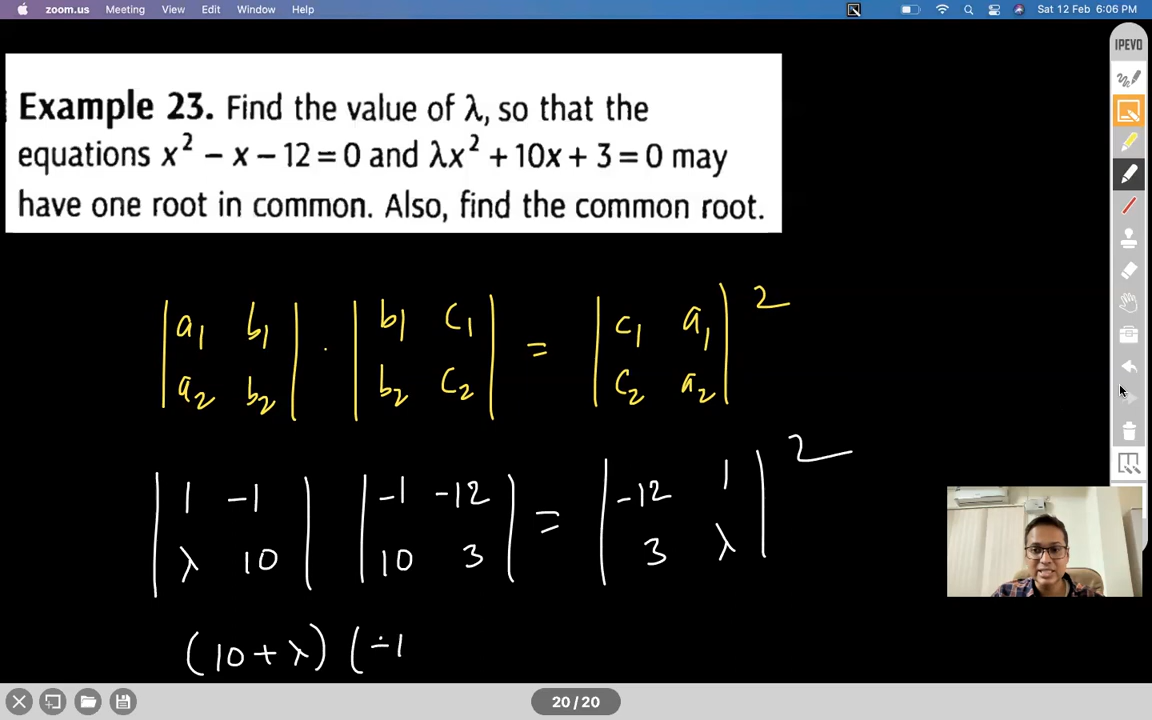 zoom.us Meeting View Edit Window Help Sat 12 Feb 6:06 PM
IPEVO
Example 23. Find the value of λ, so that the
equations x² − x − 12 = 0 and λx² + 10x + 3 = 0 may
have one root in common. Also, find the common root.
|a₁ b₁| · |b₁ c₁| = |c₁ a₁|²
|a₂ b₂| |b₂ c₂| |c₂ a₂|
|1 −1| |−1 −12| = |−12 1|²
|λ 10| |10 3| |3 λ|
(10 + λ) (−1
20 / 20